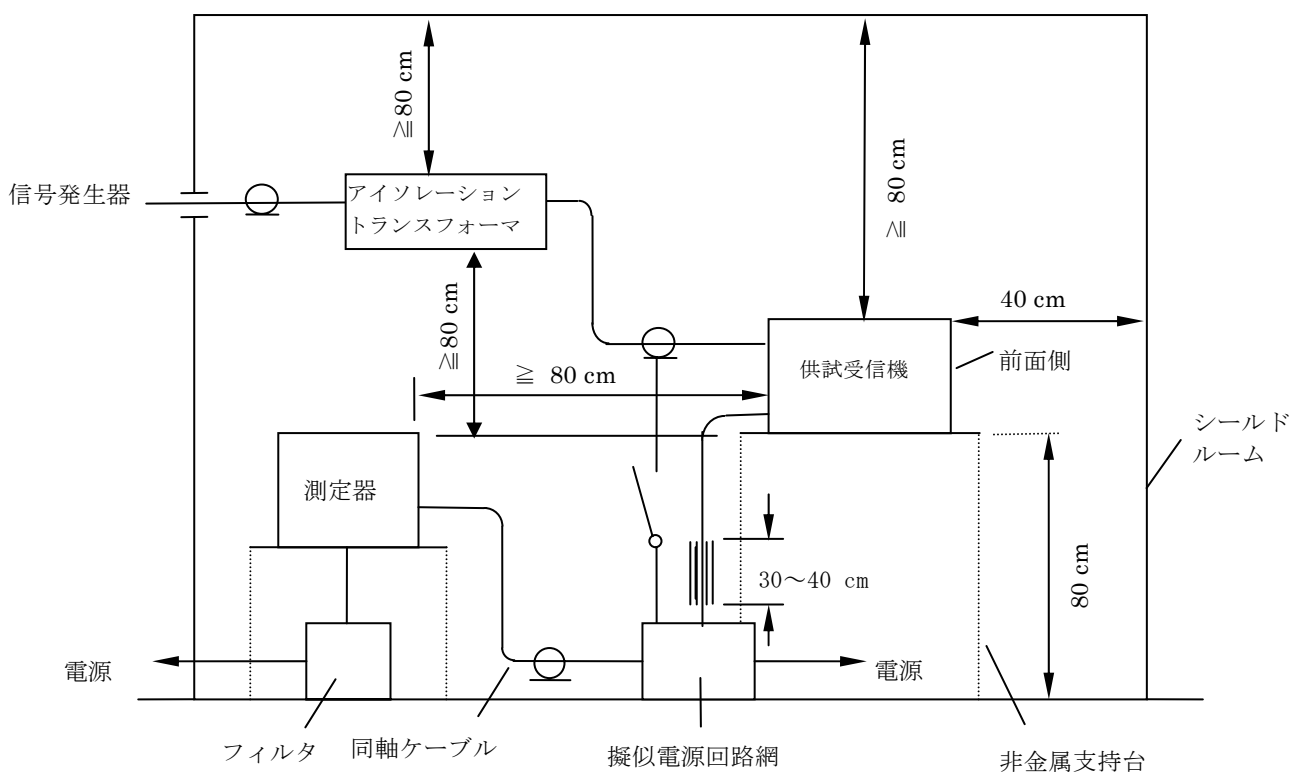 ≧80 cm
≧ 80 cm
信号発生器
アイソレーション
トランスフォーマ
≧80 cm
40 cm
≧ 80 cm
供試受信機
前面側
シールド
ルーム
測定器
30～40 cm
80 cm
電源
電源
フィルタ
同軸ケーブル
擬似電源回路網
非金属支持台